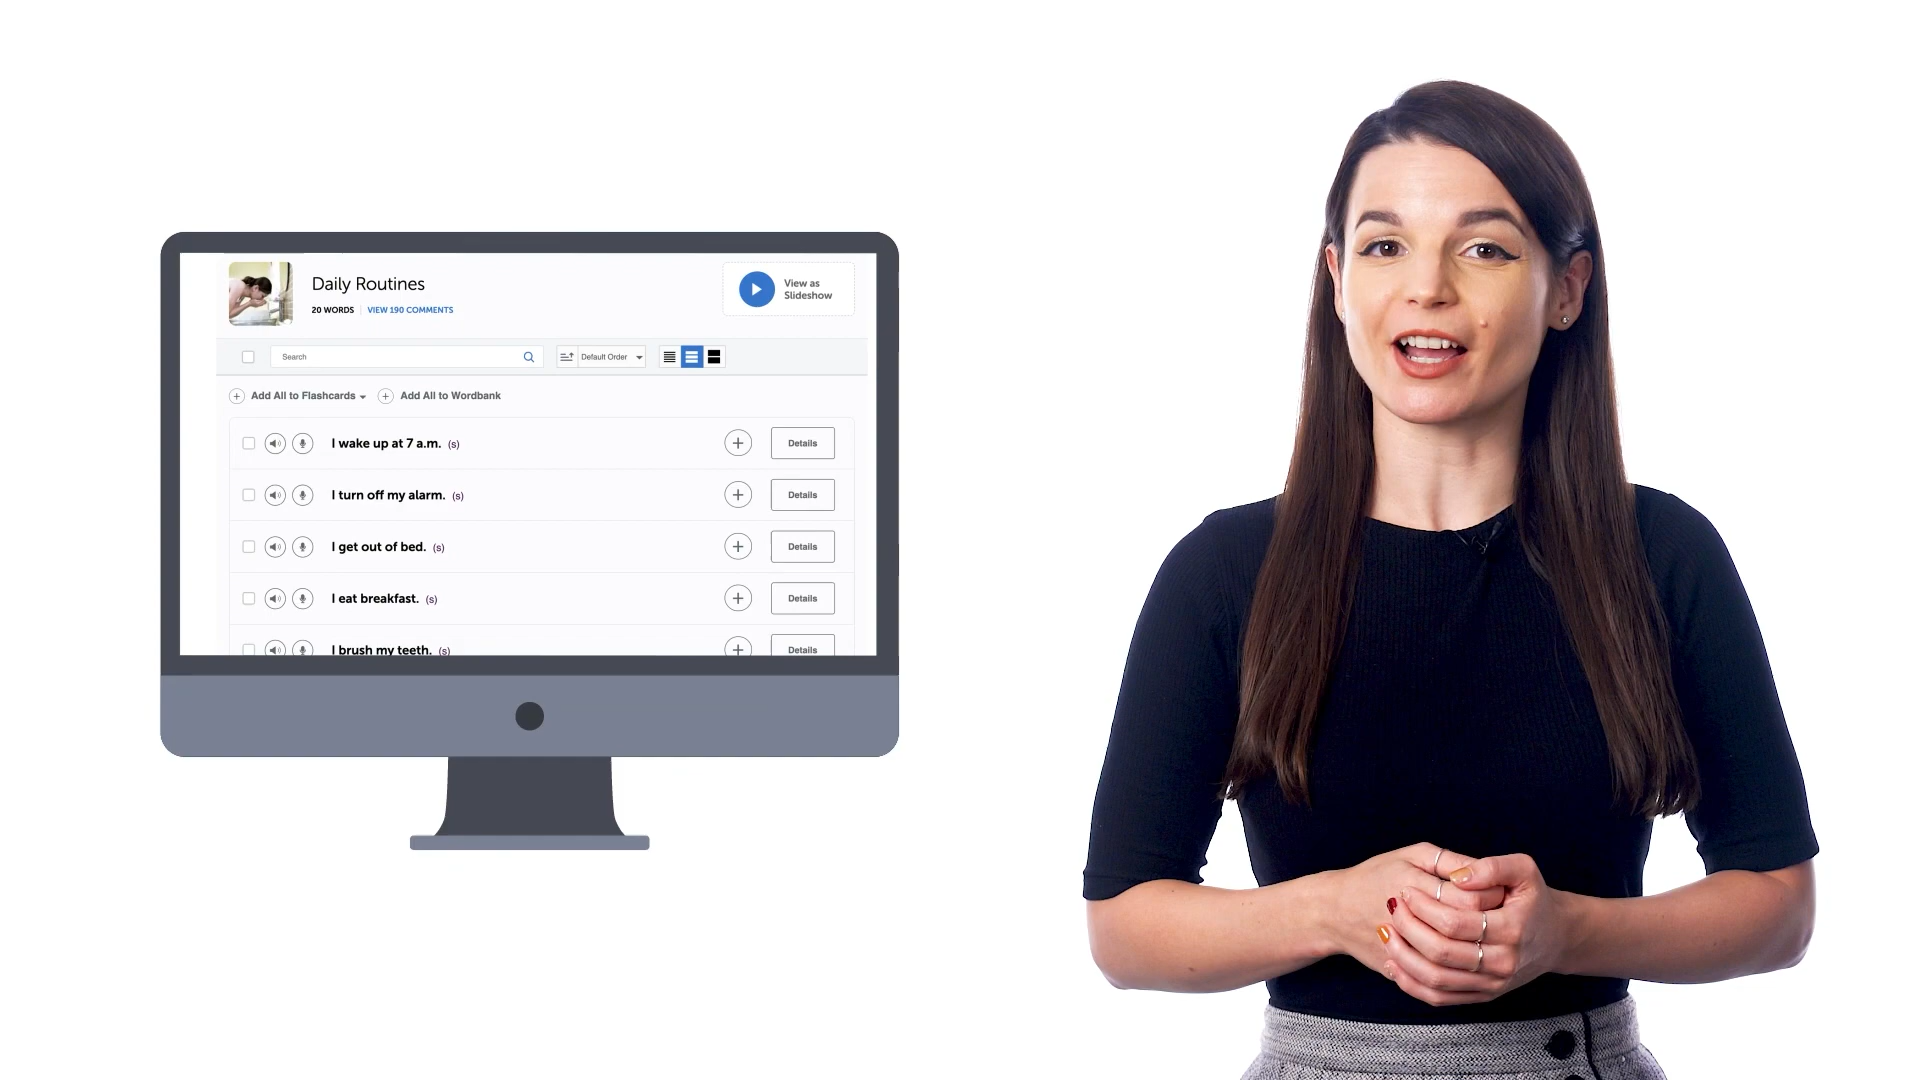 Daily Routines
20 WORDS
VIEW 190 COMMENTS
View as
Slideshow
Search
Default Order
Add All to Flashcards
Add All to Wordbank
I wake up at 7 a.m. (s)
Details
I turn off my alarm. (s)
Details
I get out of bed. (s)
Details
I eat breakfast. (s)
Details
I brush my teeth. (s)
Details